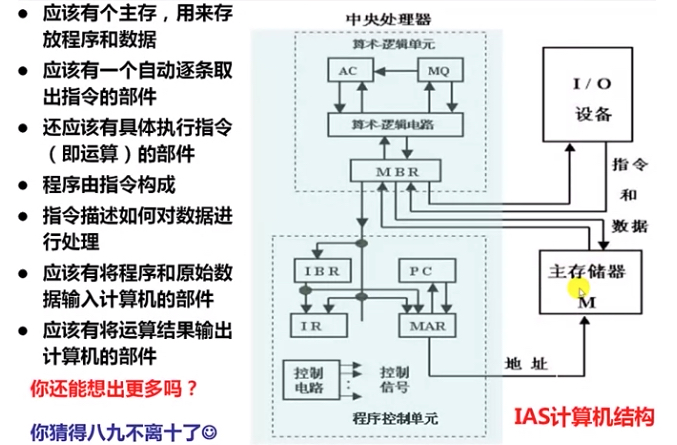 应该有一个主存，用来存
放程序和数据
应该有一个自动逐条取
出指令的部件
还应该有具体执行指令
（即运算）的部件
程序由指令构成
指令描述如何对数据进
行处理
应该有将程序和原始数
据输入计算机的部件
应该有将运算结果输出
计算机的部件
你还能想出更多吗？
你猜得八九不离十了☺
中央处理器
算术-逻辑单元
AC
MQ
算术-逻辑电路
MBR
I/O
设备
指令
和
数据
IBR
PC
IR
MAR
主存储器
M
地址
控制
电路
控制
信号
程序控制单元
IAS计算机结构